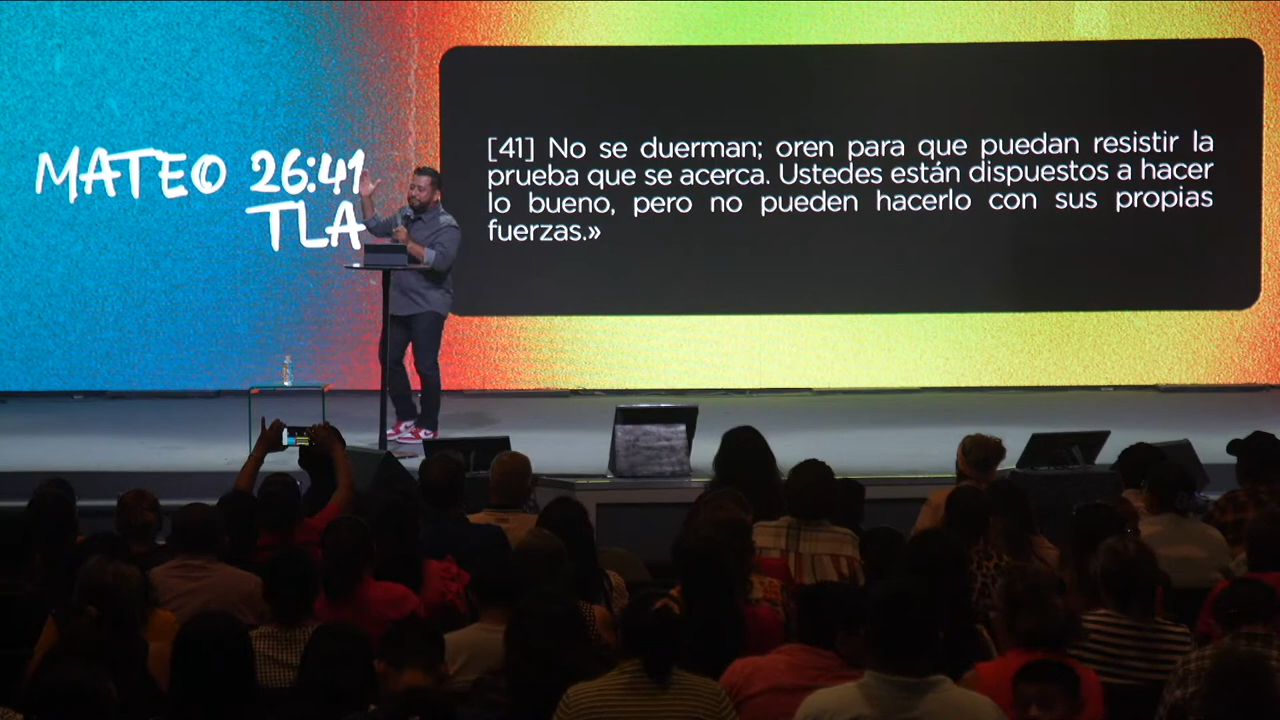 MATEO 26:41
TLA
[41] No se duerman; oren para que puedan resistir la
prueba que se acerca. Ustedes están dispuestos a hacer
lo bueno, pero no pueden hacerlo con sus propias
fuerzas.»